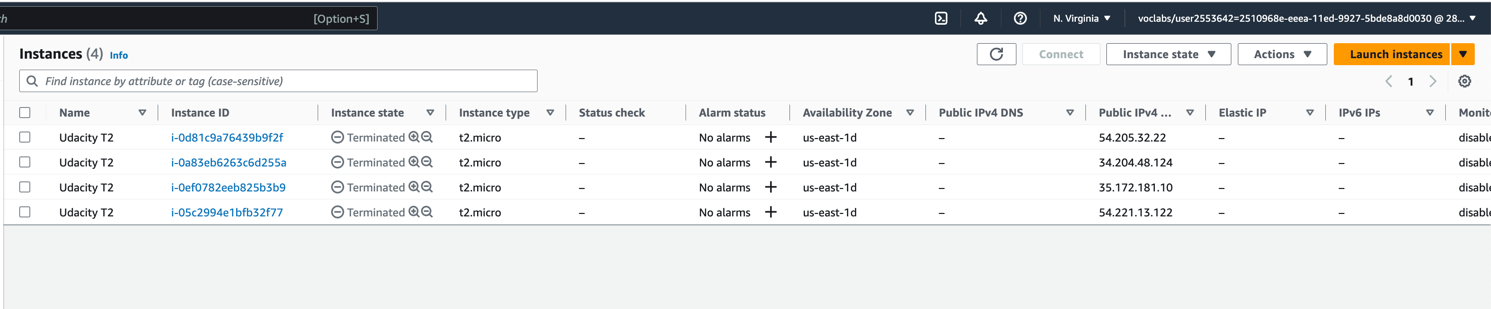 [Option+S] N. Virginia ▼ voclabs/user2553642=2510968e-eeea-11ed-9927-5bde8a8d0030 @ 28... ▼
Instances (4) Info Connect Instance state ▼ Actions ▼ Launch instances ▼
Find instance by attribute or tag (case-sensitive) 1
Name Instance ID Instance state Instance type Status check Alarm status Availability Zone Public IPv4 DNS Public IPv4 ... Elastic IP IPv6 IPs Monito
Udacity T2 i-0d81c9a76439b9f2f Terminated t2.micro – No alarms + us-east-1d – 54.205.32.22 – – disable
Udacity T2 i-0a83eb6263c6d255a Terminated t2.micro – No alarms + us-east-1d – 34.204.48.124 – – disable
Udacity T2 i-0ef0782eeb825b3b9 Terminated t2.micro – No alarms + us-east-1d – 35.172.181.10 – – disable
Udacity T2 i-05c2994e1bfb32f77 Terminated t2.micro – No alarms + us-east-1d – 54.221.13.122 – – disable